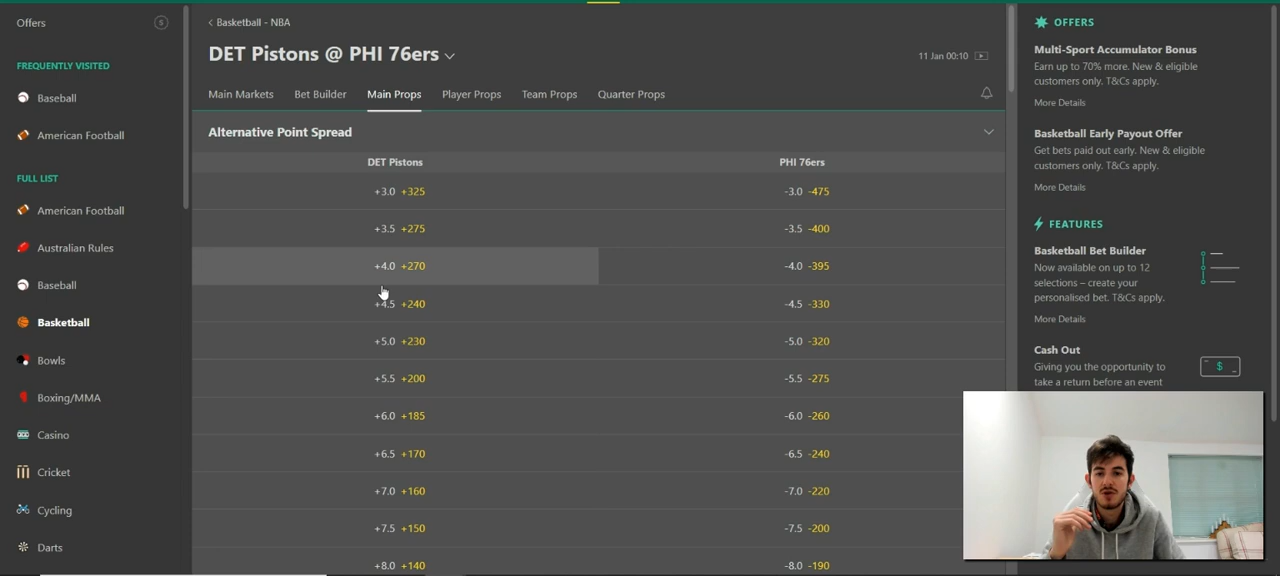 Offers
5
FREQUENTLY VISITED
Baseball
American Football
FULL LIST
American Football
Australian Rules
Baseball
Basketball
Bowls
Boxing/MMA
Casino
Cricket
Cycling
Darts
Basketball - NBA
DET Pistons @ PHI 76ers
11 Jan 00:10
Main Markets Bet Builder Main Props Player Props Team Props Quarter Props
Alternative Point Spread
DET Pistons PHI 76ers
+3.0 +325 -3.0 -475
+3.5 +275 -3.5 -400
+4.0 +270 -4.0 -395
+4.5 +240 -4.5 -330
+5.0 +230 -5.0 -320
+5.5 +200 -5.5 -275
+6.0 +185 -6.0 -260
+6.5 +170 -6.5 -240
+7.0 +160 -7.0 -220
+7.5 +150 -7.5 -200
+8.0 +140 -8.0 -190
OFFERS
Multi-Sport Accumulator Bonus
Earn up to 70% more. New & eligible
customers only. T&Cs apply.
More Details
Basketball Early Payout Offer
Get bets paid out early. New & eligible
customers only. T&Cs apply.
More Details
FEATURES
Basketball Bet Builder
Now available on up to 12
selections – create your
personalised bet. T&Cs apply.
More Details
Cash Out
Giving you the opportunity to
take a return before an event
$